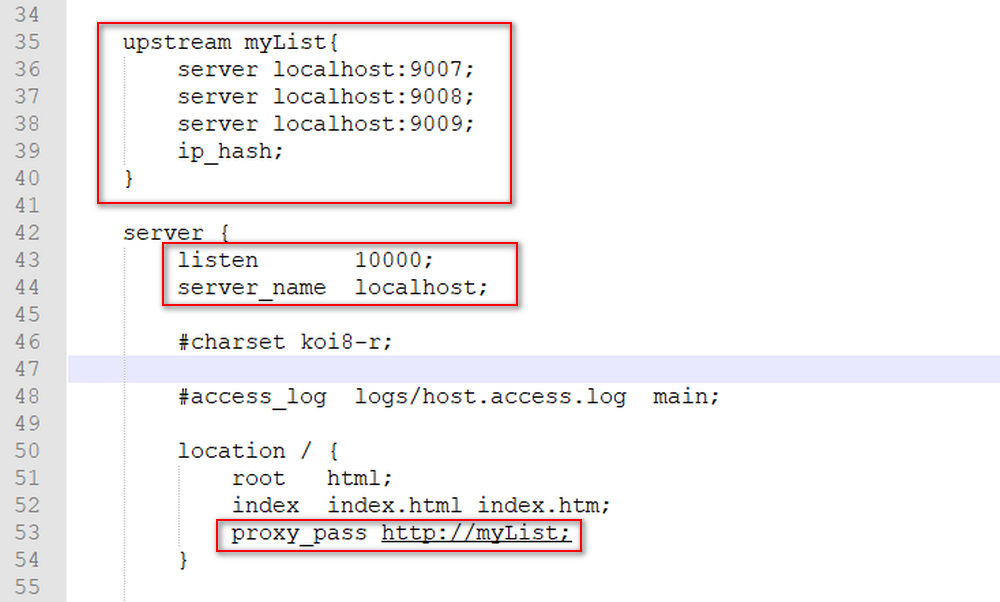 34
35 upstream myList{
36 server localhost:9007;
37 server localhost:9008;
38 server localhost:9009;
39 ip_hash;
40 }
41
42 server {
43 listen 10000;
44 server_name localhost;
45
46 #charset koi8-r;
47
48 #access_log logs/host.access.log main;
49
50 location / {
51 root html;
52 index index.html index.htm;
53 proxy_pass http://myList;
54 }
55